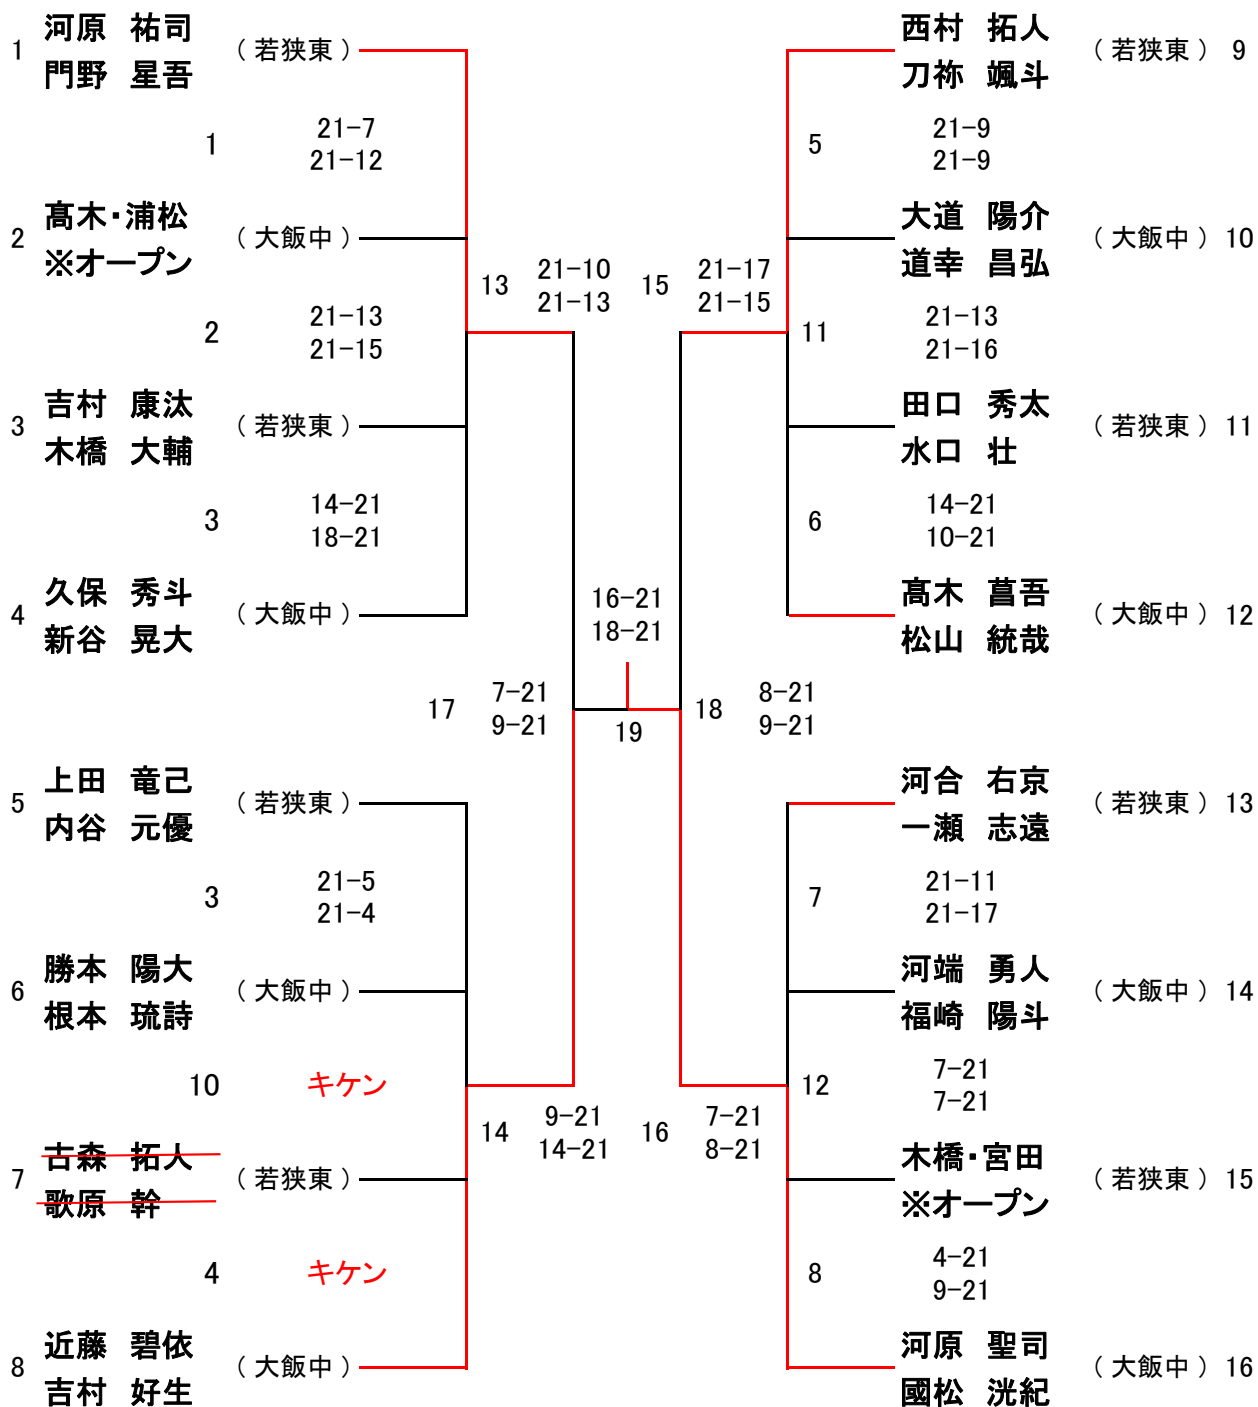 1 河原 祐司
門野 星吾
( 若狭東 )
1 21-7
21-12
2 髙木・浦松
※オープン
( 大飯中 )
2 21-13
21-15
3 吉村 康汰
木橋 大輔
( 若狭東 )
3 14-21
18-21
4 久保 秀斗
新谷 晃大
( 大飯中 )
5 上田 竜己
内谷 元優
( 若狭東 )
3 21-5
21-4
6 勝本 陽大
根本 琉詩
( 大飯中 )
10 キケン
7 古森 拓人
歌原 幹
( 若狭東 )
4 キケン
8 近藤 碧依
吉村 好生
( 大飯中 )
13 21-10
21-13
17 7-21
9-21
14 9-21
14-21
16-21
18-21
19
15 21-17
21-15
18 8-21
9-21
16 7-21
8-21
西村 拓人
刀祢 颯斗
( 若狭東 ) 9
5 21-9
21-9
大道 陽介
道幸 昌弘
( 大飯中 ) 10
11 21-13
21-16
田口 秀太
水口 壮
( 若狭東 ) 11
6 14-21
10-21
髙木 菖吾
松山 統哉
( 大飯中 ) 12
河合 右京
一瀬 志遠
( 若狭東 ) 13
7 21-11
21-17
河端 勇人
福崎 陽斗
( 大飯中 ) 14
12 7-21
7-21
木橋・宮田
※オープン
( 若狭東 ) 15
8 4-21
9-21
河原 聖司
國松 洸紀
( 大飯中 ) 16